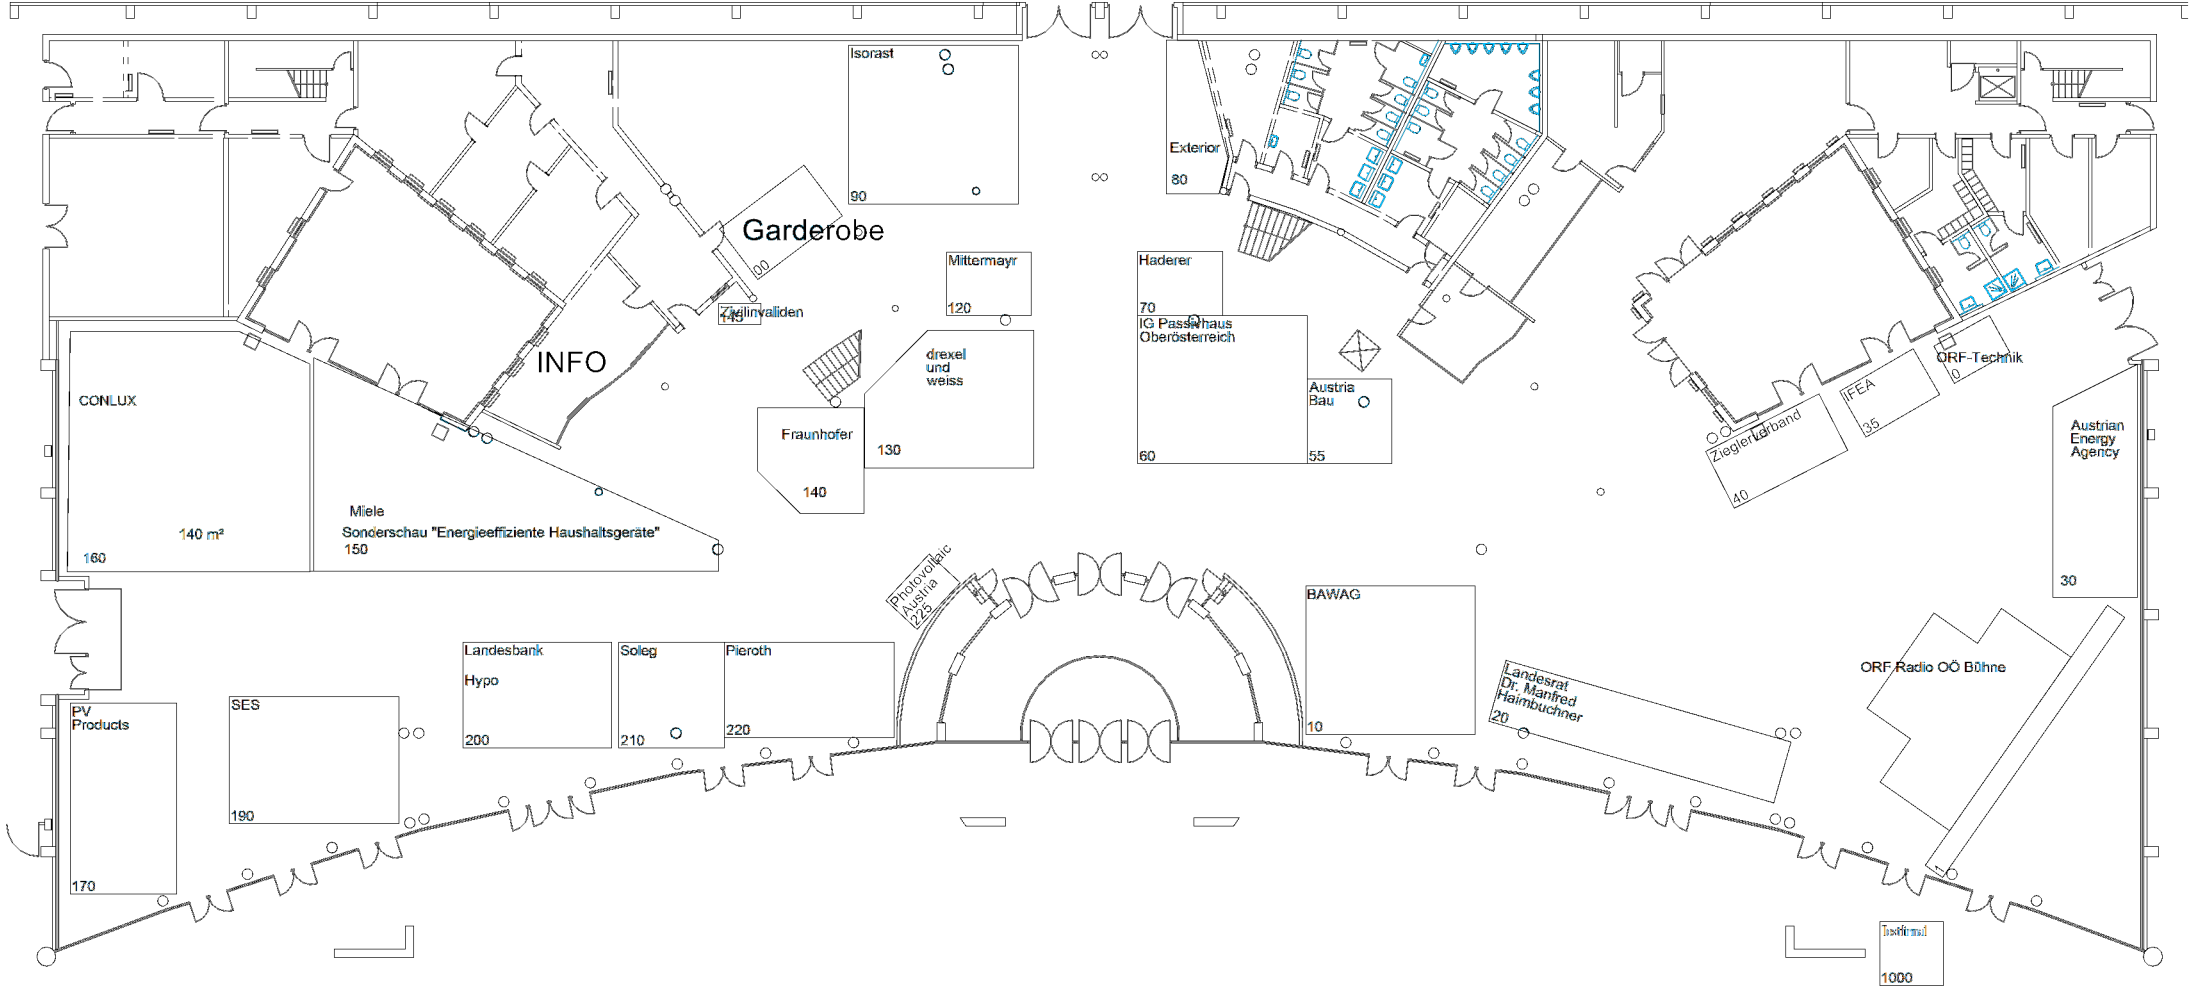 Isorast
90
Exterior
80
Garderobe
00
Mittermayr
120
Haderer
70
Zivilinvaliden
145
IG Passivhaus
Oberösterreich
60
drexel
und
weiss
130
INFO
Austria
Bau
55
ORF-Technik
0
IFEA
35
Zieglerverband
40
CONLUX
140 m²
160
Fraunhofer
140
Austrian
Energy
Agency
30
Miele
Sonderschau "Energieeffiziente Haushaltsgeräte"
150
Photovoltaic
Austria
225
BAWAG
10
Landesbank
Hypo
200
Soleg
210
Pieroth
220
Landesrat
Dr. Manfred
Haimbuchner
20
ORF Radio OÖ Bühne
1
PV
Products
170
SES
190
1000